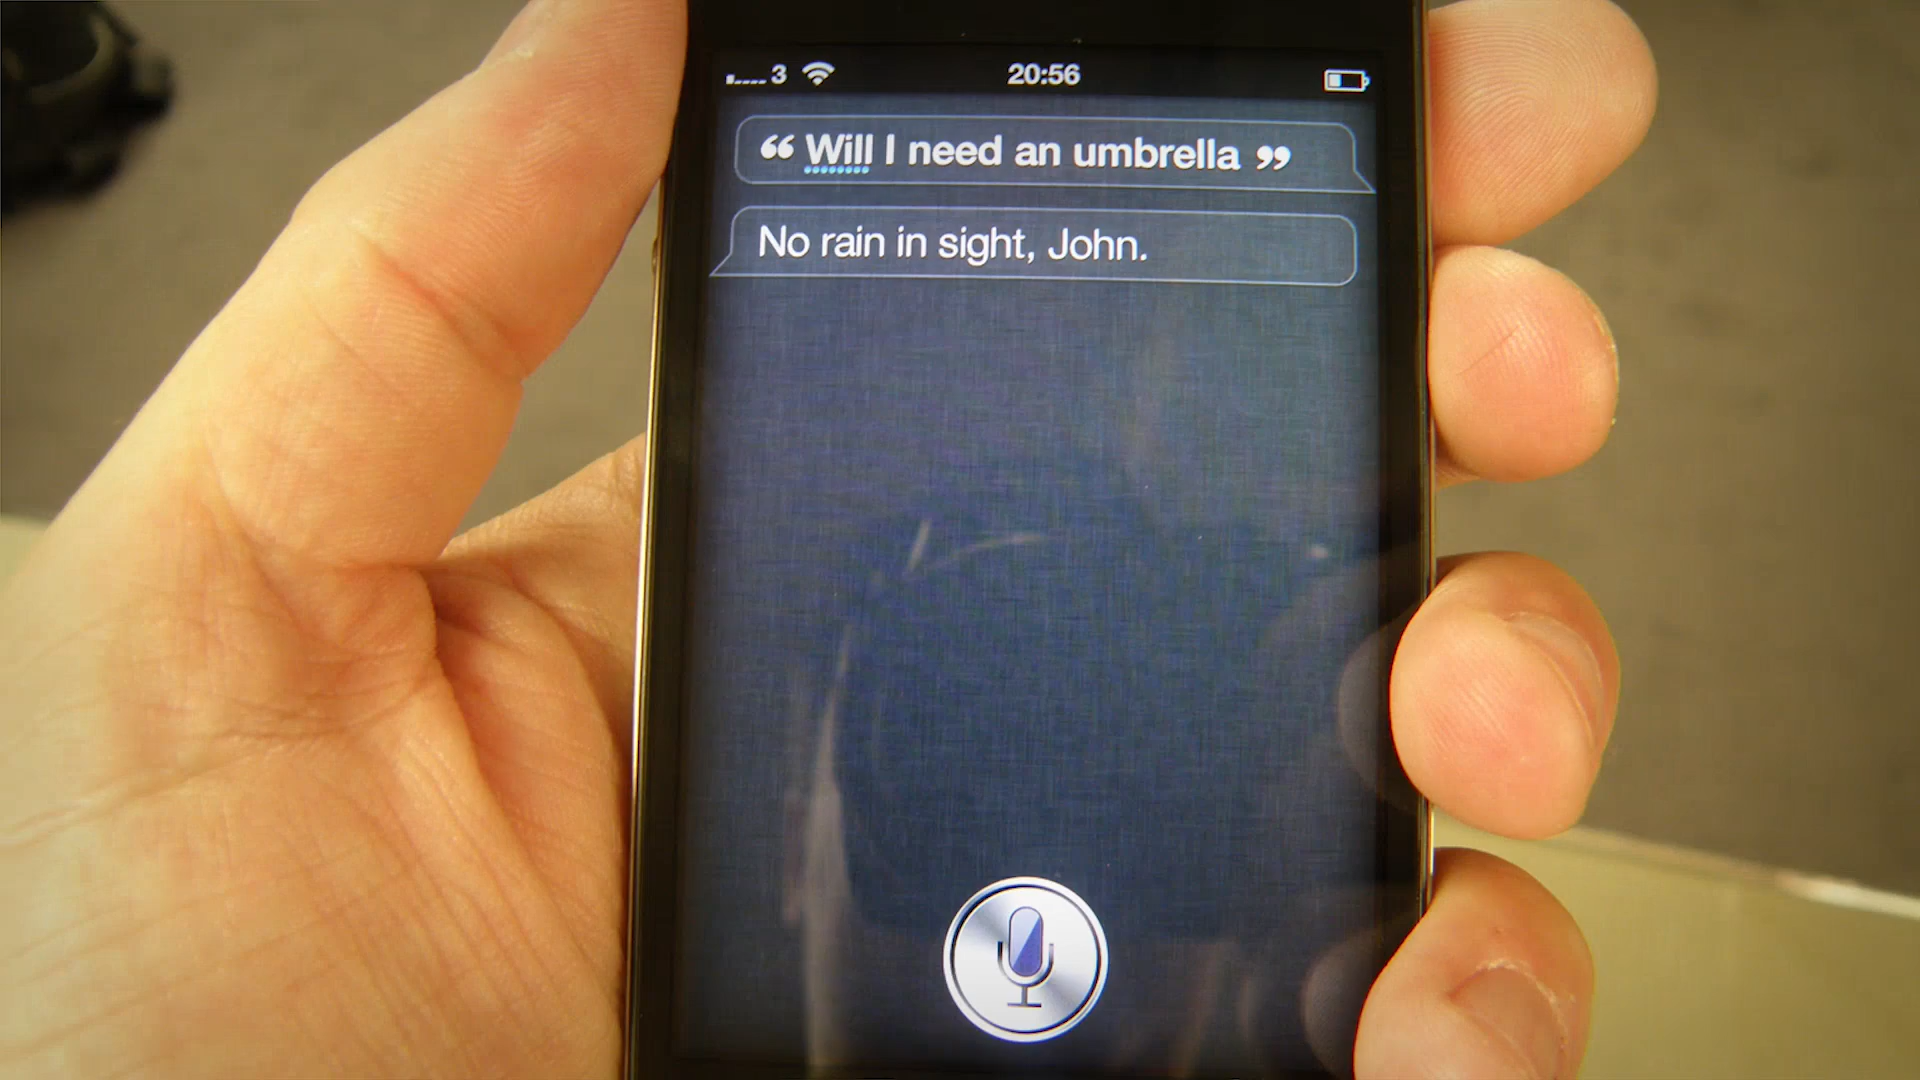 3 20:56
“ Will I need an umbrella ”
No rain in sight, John.